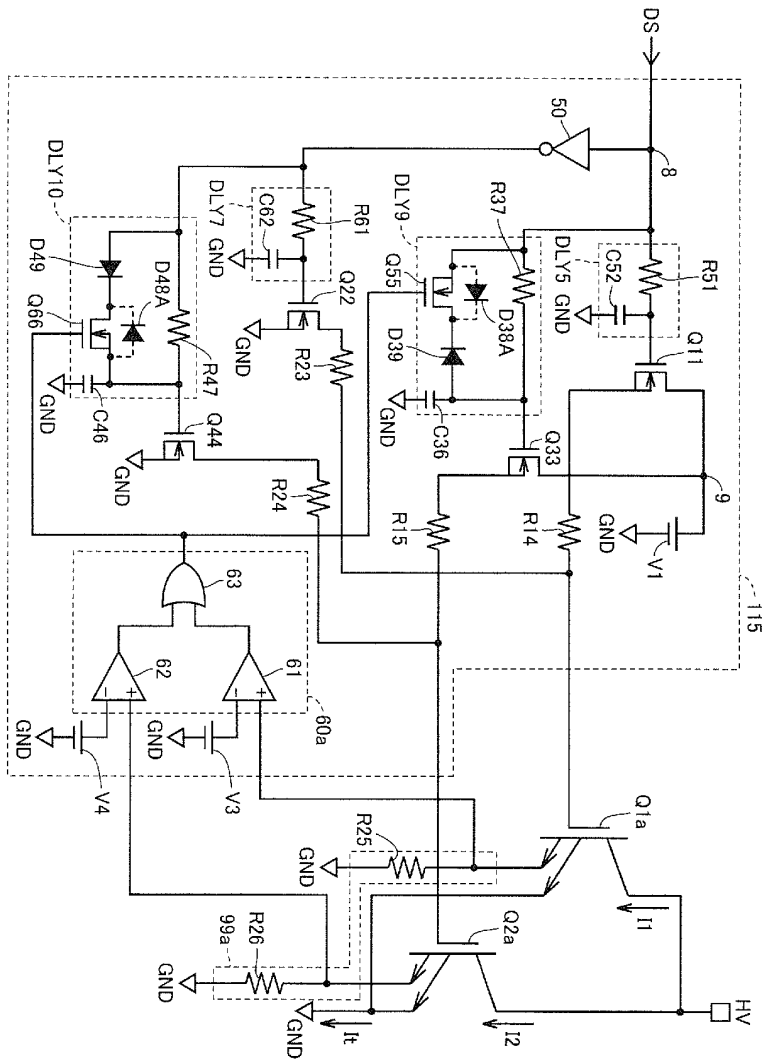 DS
8
50
R51
C52
GND
DLY5
Q11
9
V1
GND
115
R37
DLY9
Q55
D38A
D39
C36
GND
Q33
R14
R15
R61
C62
DLY7
GND
Q22
GND
R23
DLY10
D49
D48A
Q66
R47
C46
GND
Q44
GND
R24
63
61
62
+
−
+
−
60a
GND
V3
GND
V4
Q1a
I1
R25
GND
Q2a
I2
HV
R26
99a
GND
GND
It